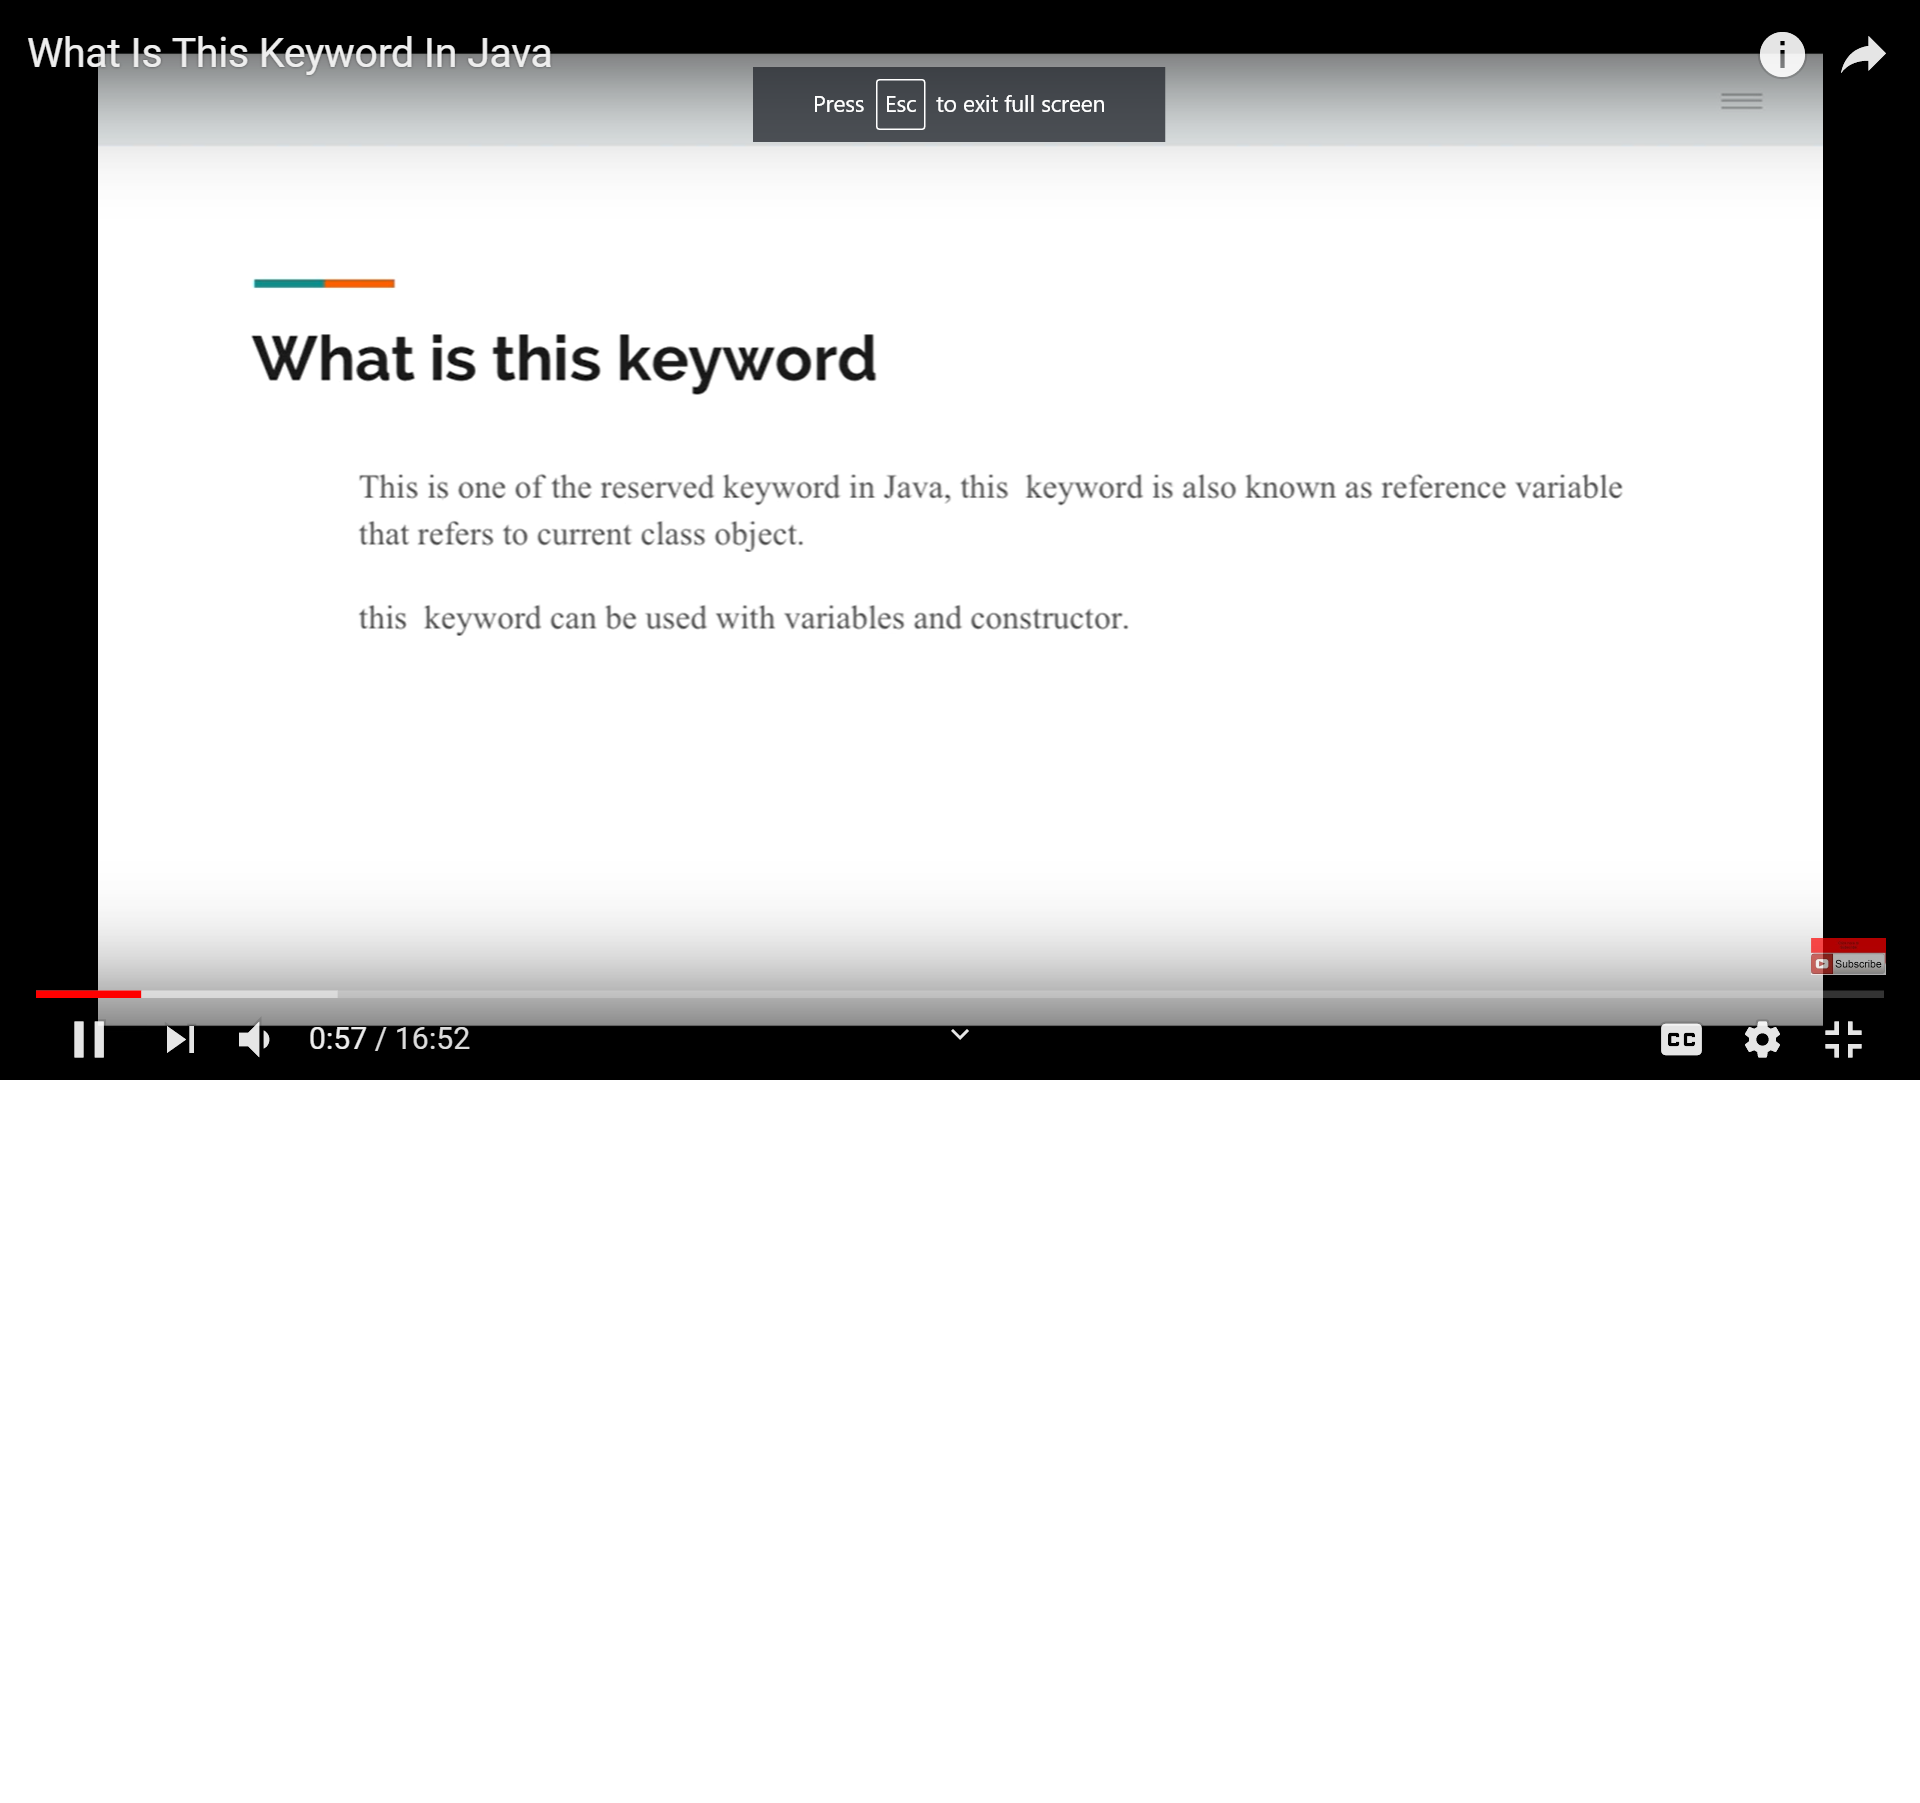 What Is This Keyword In Java
Press Esc to exit full screen
What is this keyword
This is one of the reserved keyword in Java, this  keyword is also known as reference variable
that refers to current class object.
this  keyword can be used with variables and constructor.
Subscribe
0:57 / 16:52
CC